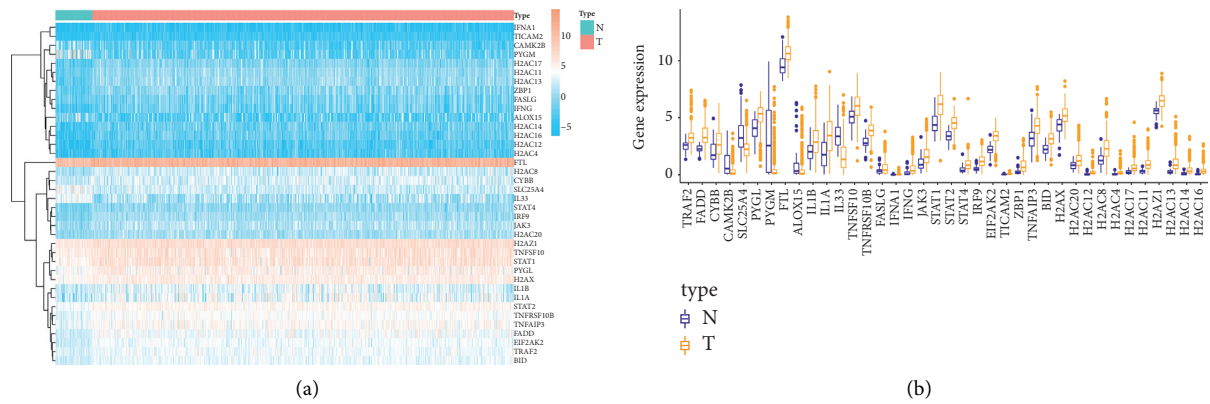 Type
IFNA1
TICAM2
CAMK2B
PYGM
H2AC17
H2AC11
H2AC13
ZBP1
FASLG
IFNG
ALOX15
H2AC14
H2AC16
H2AC12
H2AC4
FTL
H2AC8
CYBB
SLC25A4
IL33
STAT4
IRF9
JAK3
H2AC20
H2AZ1
TNFSF10
STAT1
PYGL
H2AX
IL1B
IL1A
STAT2
TNFRSF10B
TNFAIP3
FADD
EIF2AK2
TRAF2
BID
10
5
0
−5
Type
N
T
(a)
Gene expression
10
5
0
TRAF2
FADD
CYBB
CAMK2B
SLC25A4
PYGL
PYGM
FTL
ALOX15
IL1B
IL1A
IL33
TNFSF10
TNFRSF10B
FASLG
IFNA1
IFNG
JAK3
STAT1
STAT2
STAT4
IRF9
EIF2AK2
TICAM2
ZBP1
TNFAIP3
BID
H2AX
H2AC20
H2AC12
H2AC8
H2AC4
H2AC17
H2AC11
H2AZ1
H2AC13
H2AC14
H2AC16
type
N
T
(b)